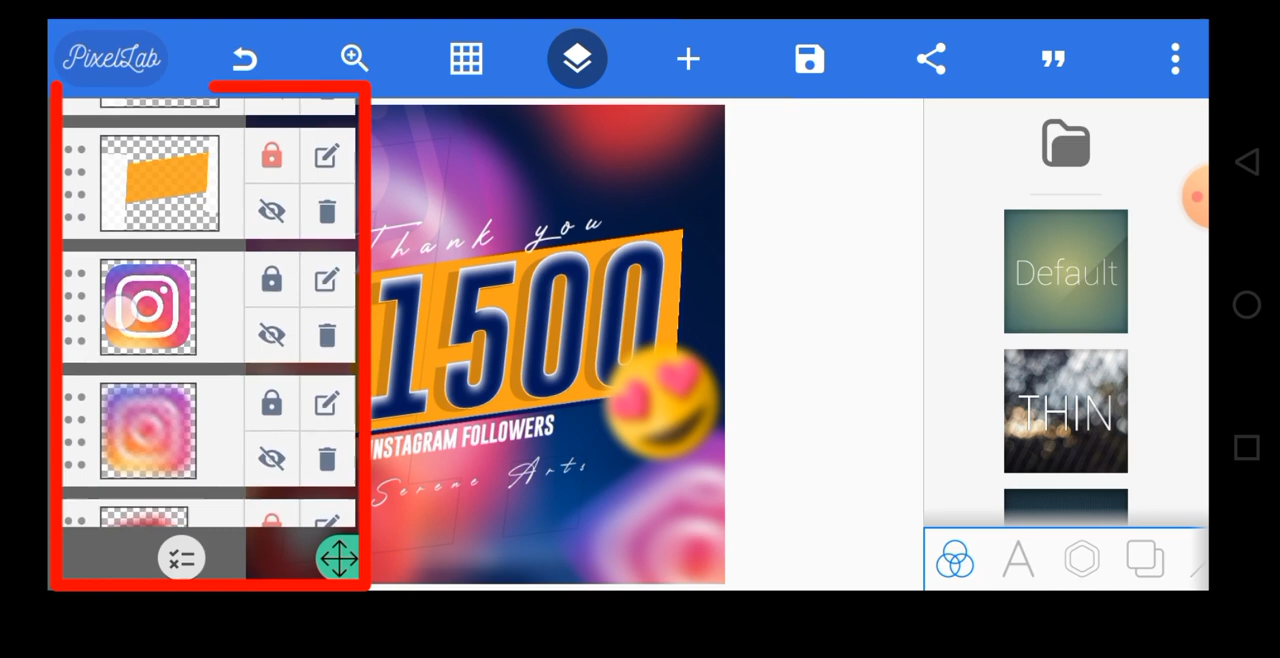 PixelLab
Thank you
1500
INSTAGRAM FOLLOWERS
Serene Arts
Default
THIN